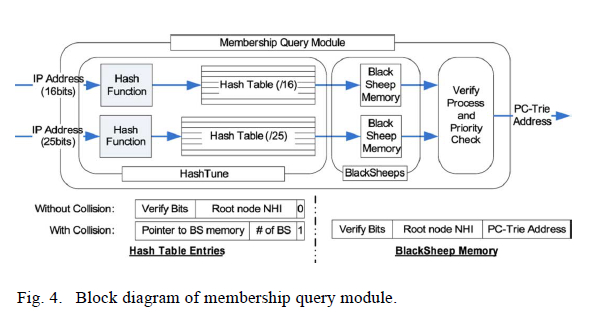 Membership Query Module
IP Address
(16bits)
Hash
Function
Hash Table (/16)
Black
Sheep
Memory
IP Address
(25bits)
Hash
Function
Hash Table (/25)
Black
Sheep
Memory
Verify
Process
and
Priority
Check
PC-Trie
Address
HashTune
BlackSheeps
Without Collision:
Verify Bits
Root node NHI
0
With Collision:
Pointer to BS memory
# of BS
1
Hash Table Entries
Verify Bits
Root node NHI
PC-Trie Address
BlackSheep Memory
Fig. 4. Block diagram of membership query module.